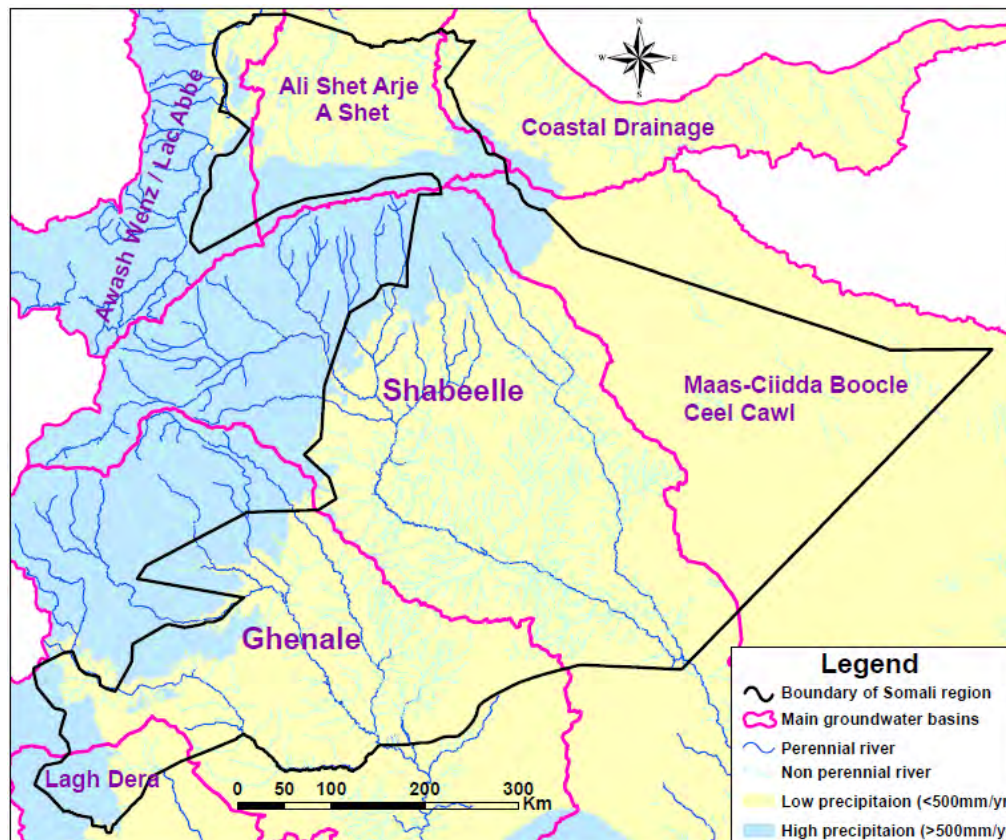 N
W E
S
Ali Shet Arje
A Shet
Coastal Drainage
Awash Wenz / Lac Abbe
Shabeelle
Maas-Ciidda Boocle
Ceel Cawl
Ghenale
Lagh Dera
0 50 100 200 300
Km
Legend
Boundary of Somali region
Main groundwater basins
Perennial river
Non perennial river
Low precipitaion (<500mm/yr
High precipitaion (>500mm/yr